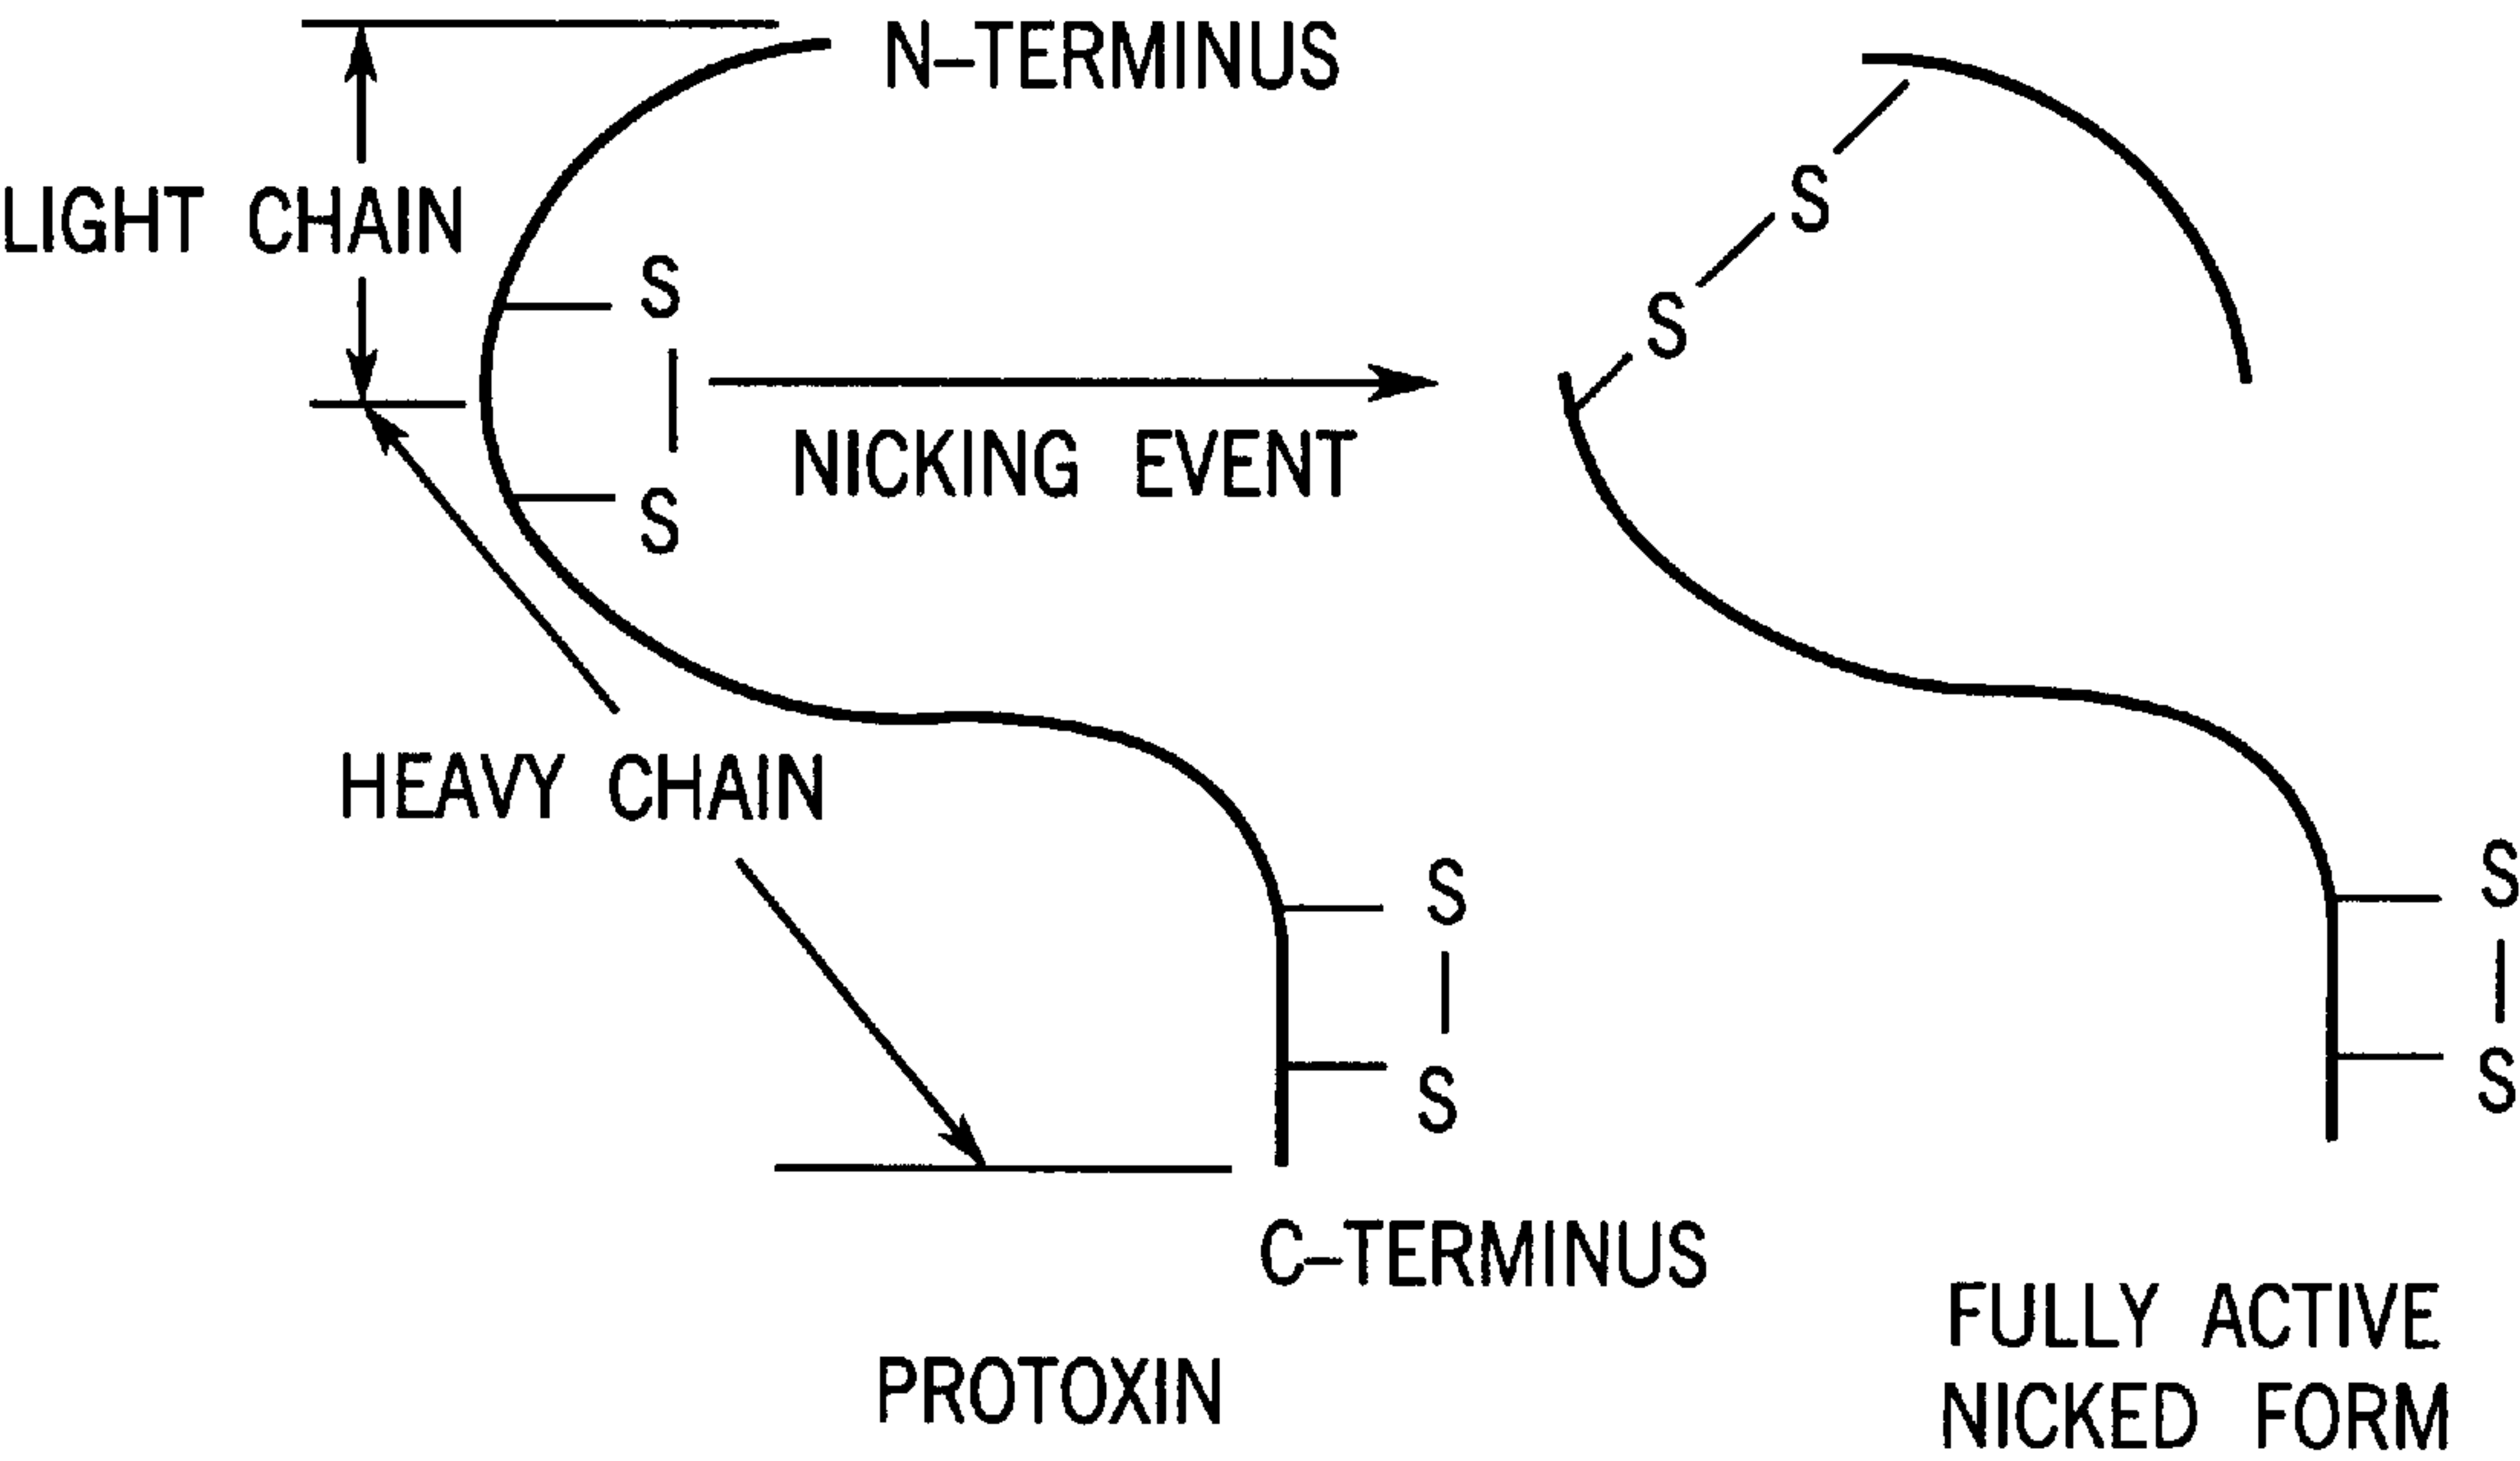 N–TERMINUS
LIGHT CHAIN
S
S
S
S
NICKING EVENT
HEAVY CHAIN
S
S
S
S
C–TERMINUS
PROTOXIN
FULLY ACTIVE
NICKED FORM